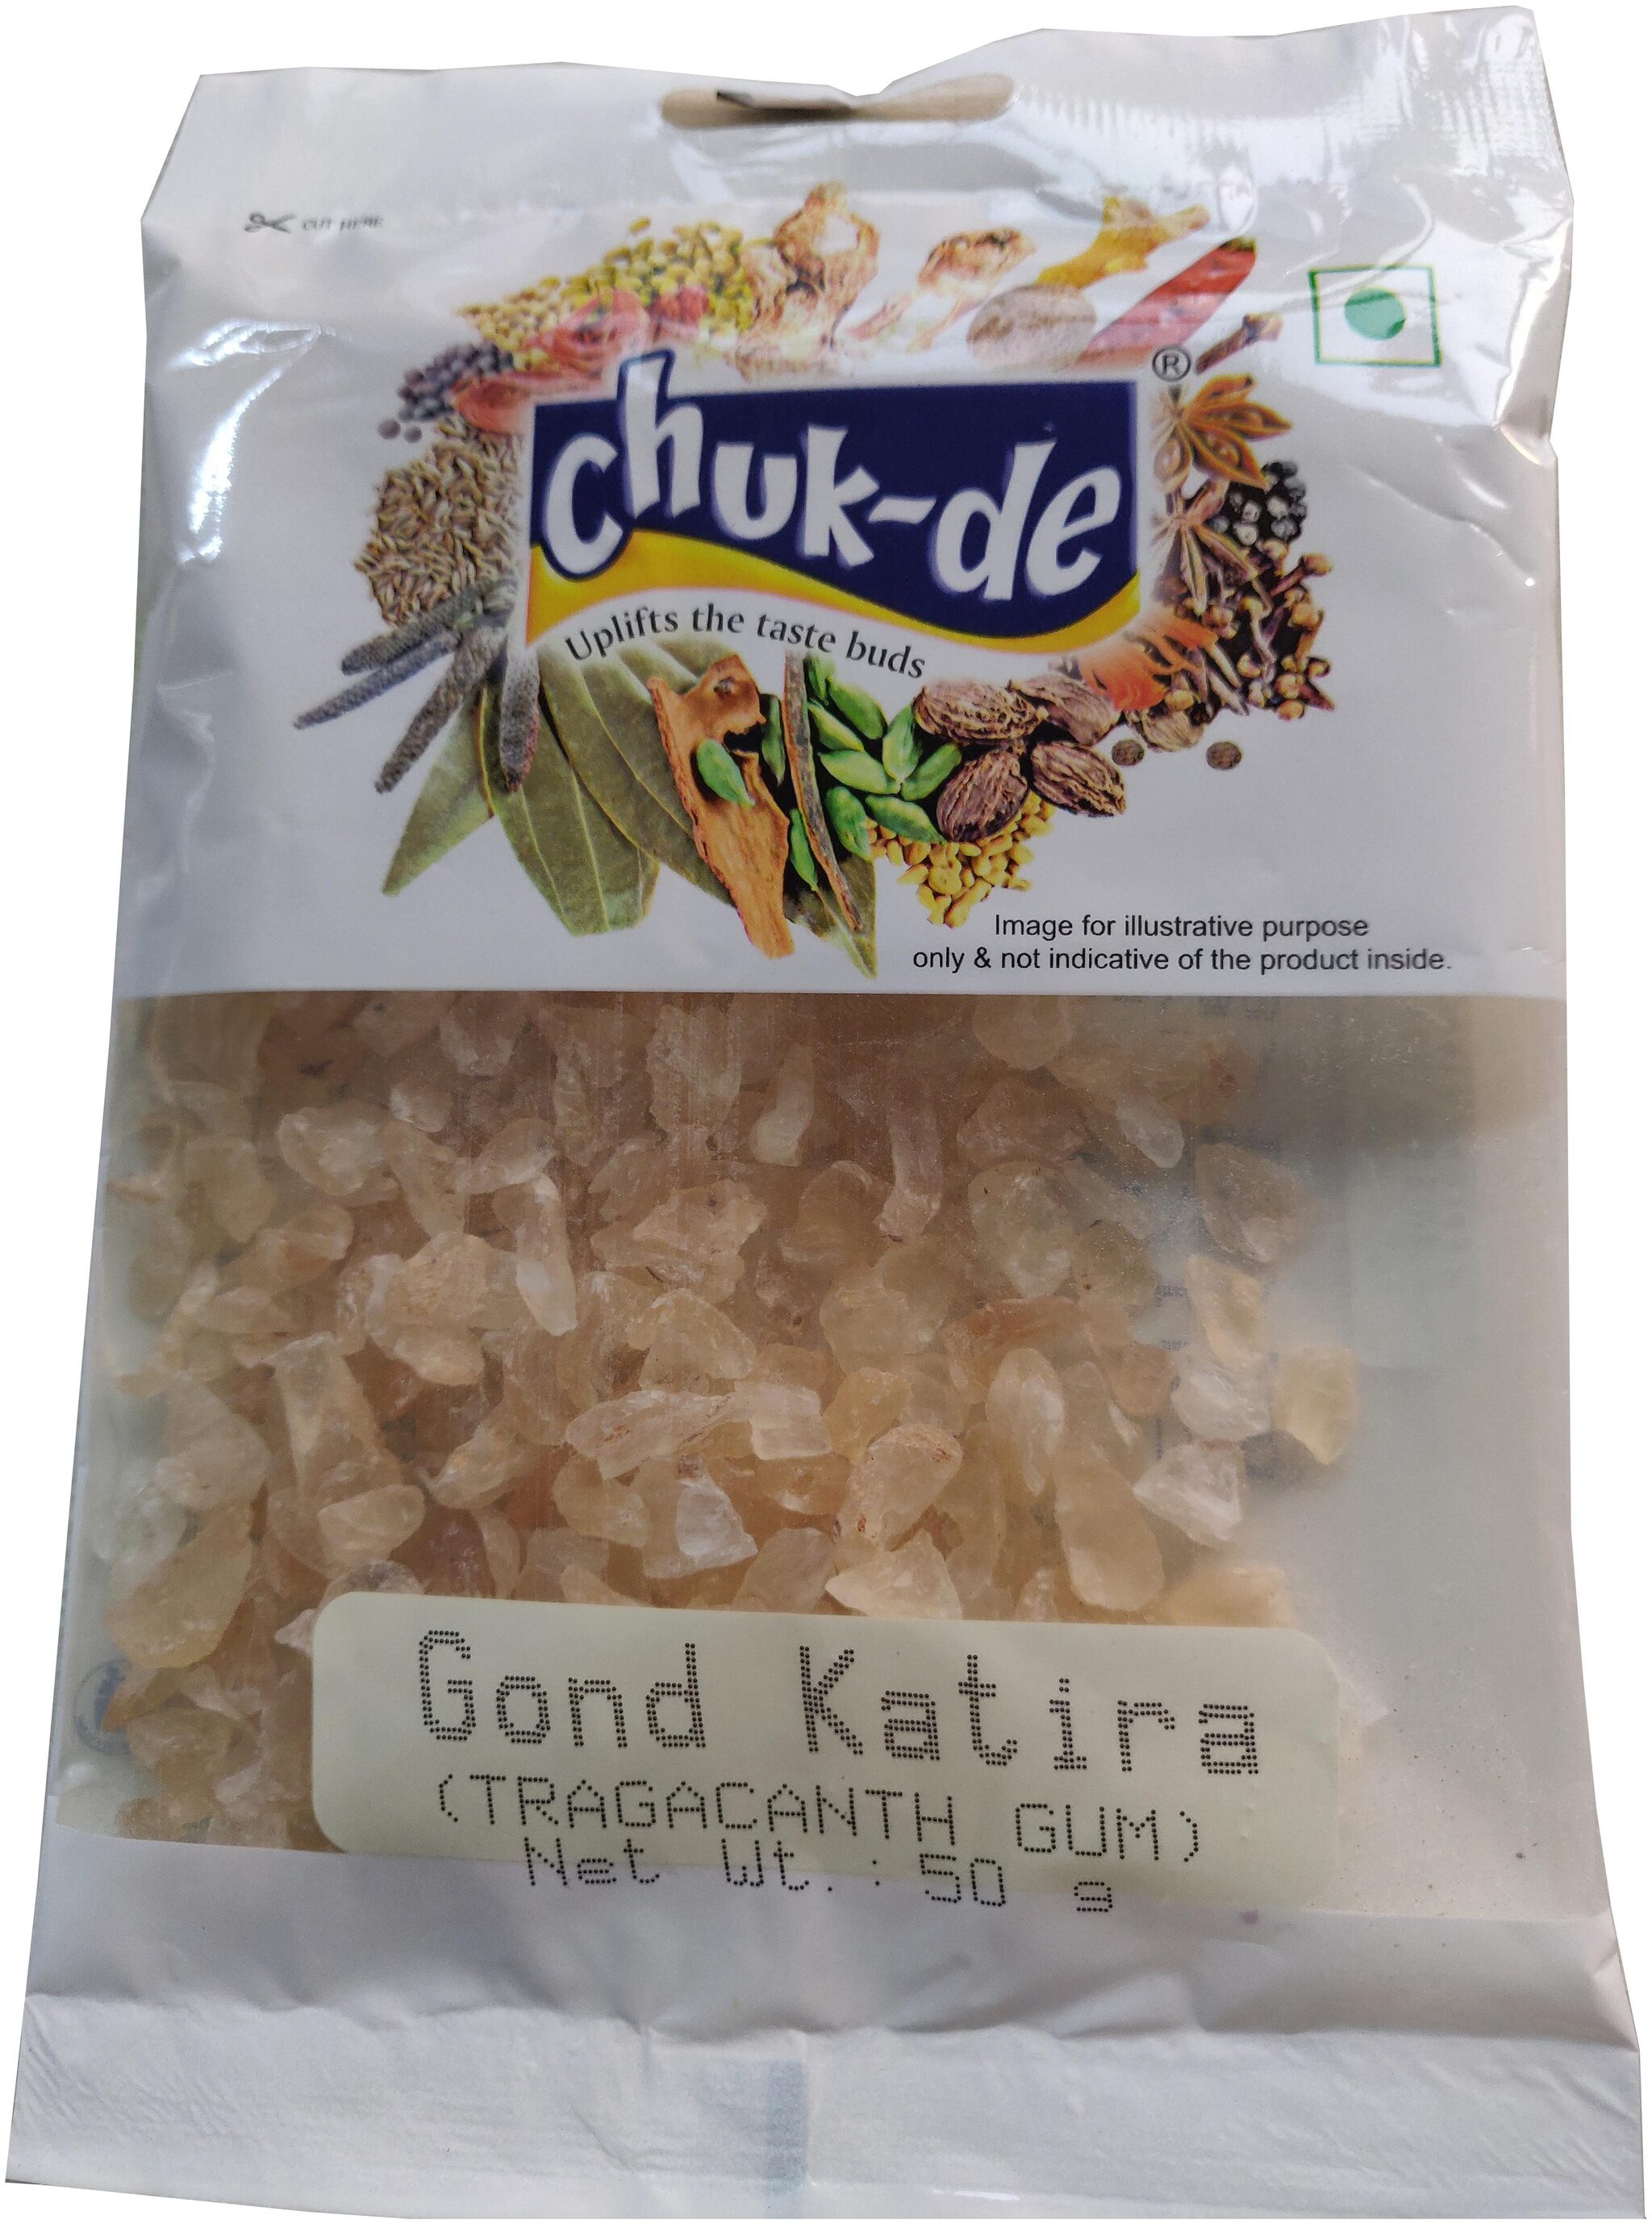 CUT HERE
chuk-de ®
Uplifts the taste buds
Image for illustrative purpose
only & not indicative of the product inside.
Gond Katira
(TRAGACANTH GUM)
Net Wt. : 50 g